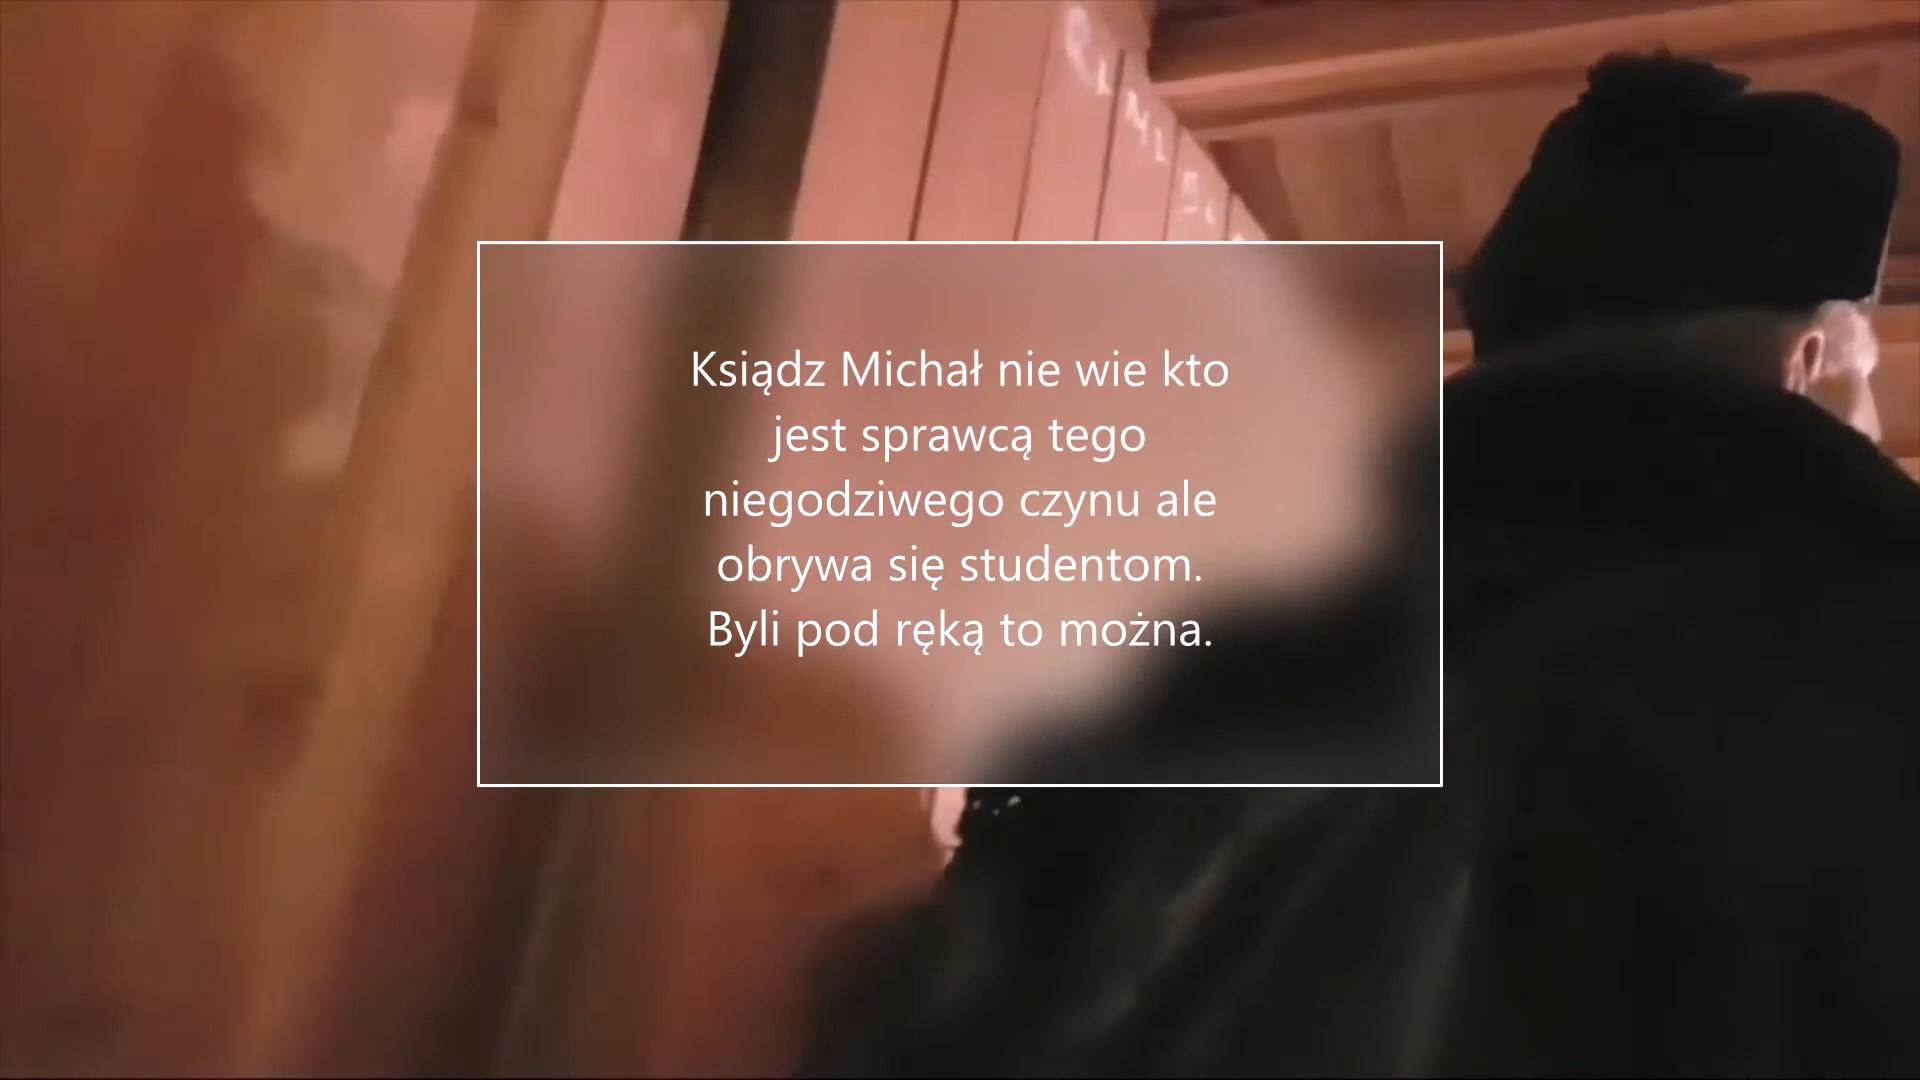 Ksiądz Michał nie wie kto
jest sprawcą tego
niegodziwego czynu ale
obrywa się studentom.
Byli pod ręką to można.